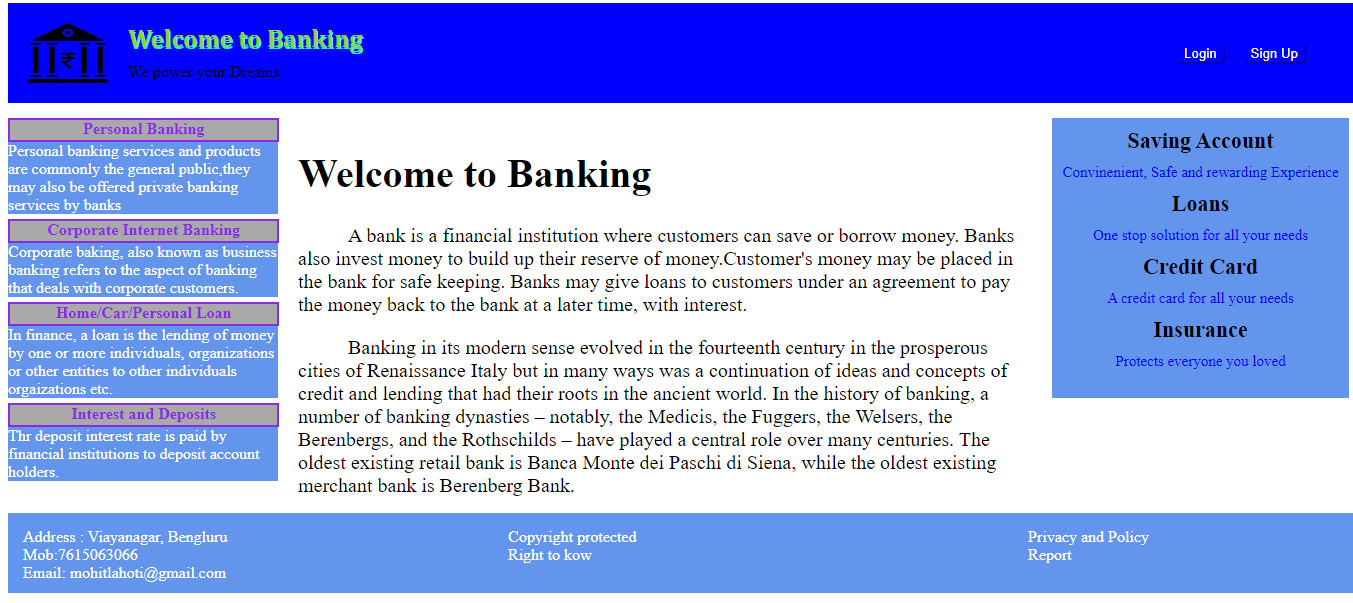 Welcome to Banking
We power your Dreams
Login
Sign Up
Personal Banking
Personal banking services and products
are commonly the general public,they
may also be offered private banking
services by banks
Corporate Internet Banking
Corporate baking, also known as business
banking refers to the aspect of banking
that deals with corporate customers.
Home/Car/Personal Loan
In finance, a loan is the lending of money
by one or more individuals, organizations
or other entities to other individuals
orgaizations etc.
Interest and Deposits
Thr deposit interest rate is paid by
financial institutions to deposit account
holders.
Welcome to Banking
A bank is a financial institution where customers can save or borrow money. Banks
also invest money to build up their reserve of money.Customer's money may be placed in
the bank for safe keeping. Banks may give loans to customers under an agreement to pay
the money back to the bank at a later time, with interest.
Banking in its modern sense evolved in the fourteenth century in the prosperous
cities of Renaissance Italy but in many ways was a continuation of ideas and concepts of
credit and lending that had their roots in the ancient world. In the history of banking, a
number of banking dynasties – notably, the Medicis, the Fuggers, the Welsers, the
Berenbergs, and the Rothschilds – have played a central role over many centuries. The
oldest existing retail bank is Banca Monte dei Paschi di Siena, while the oldest existing
merchant bank is Berenberg Bank.
Saving Account
Convinenient, Safe and rewarding Experience
Loans
One stop solution for all your needs
Credit Card
A credit card for all your needs
Insurance
Protects everyone you loved
Address : Viayanagar, Bengluru
Mob:7615063066
Email: mohitlahoti@gmail.com
Copyright protected
Right to kow
Privacy and Policy
Report